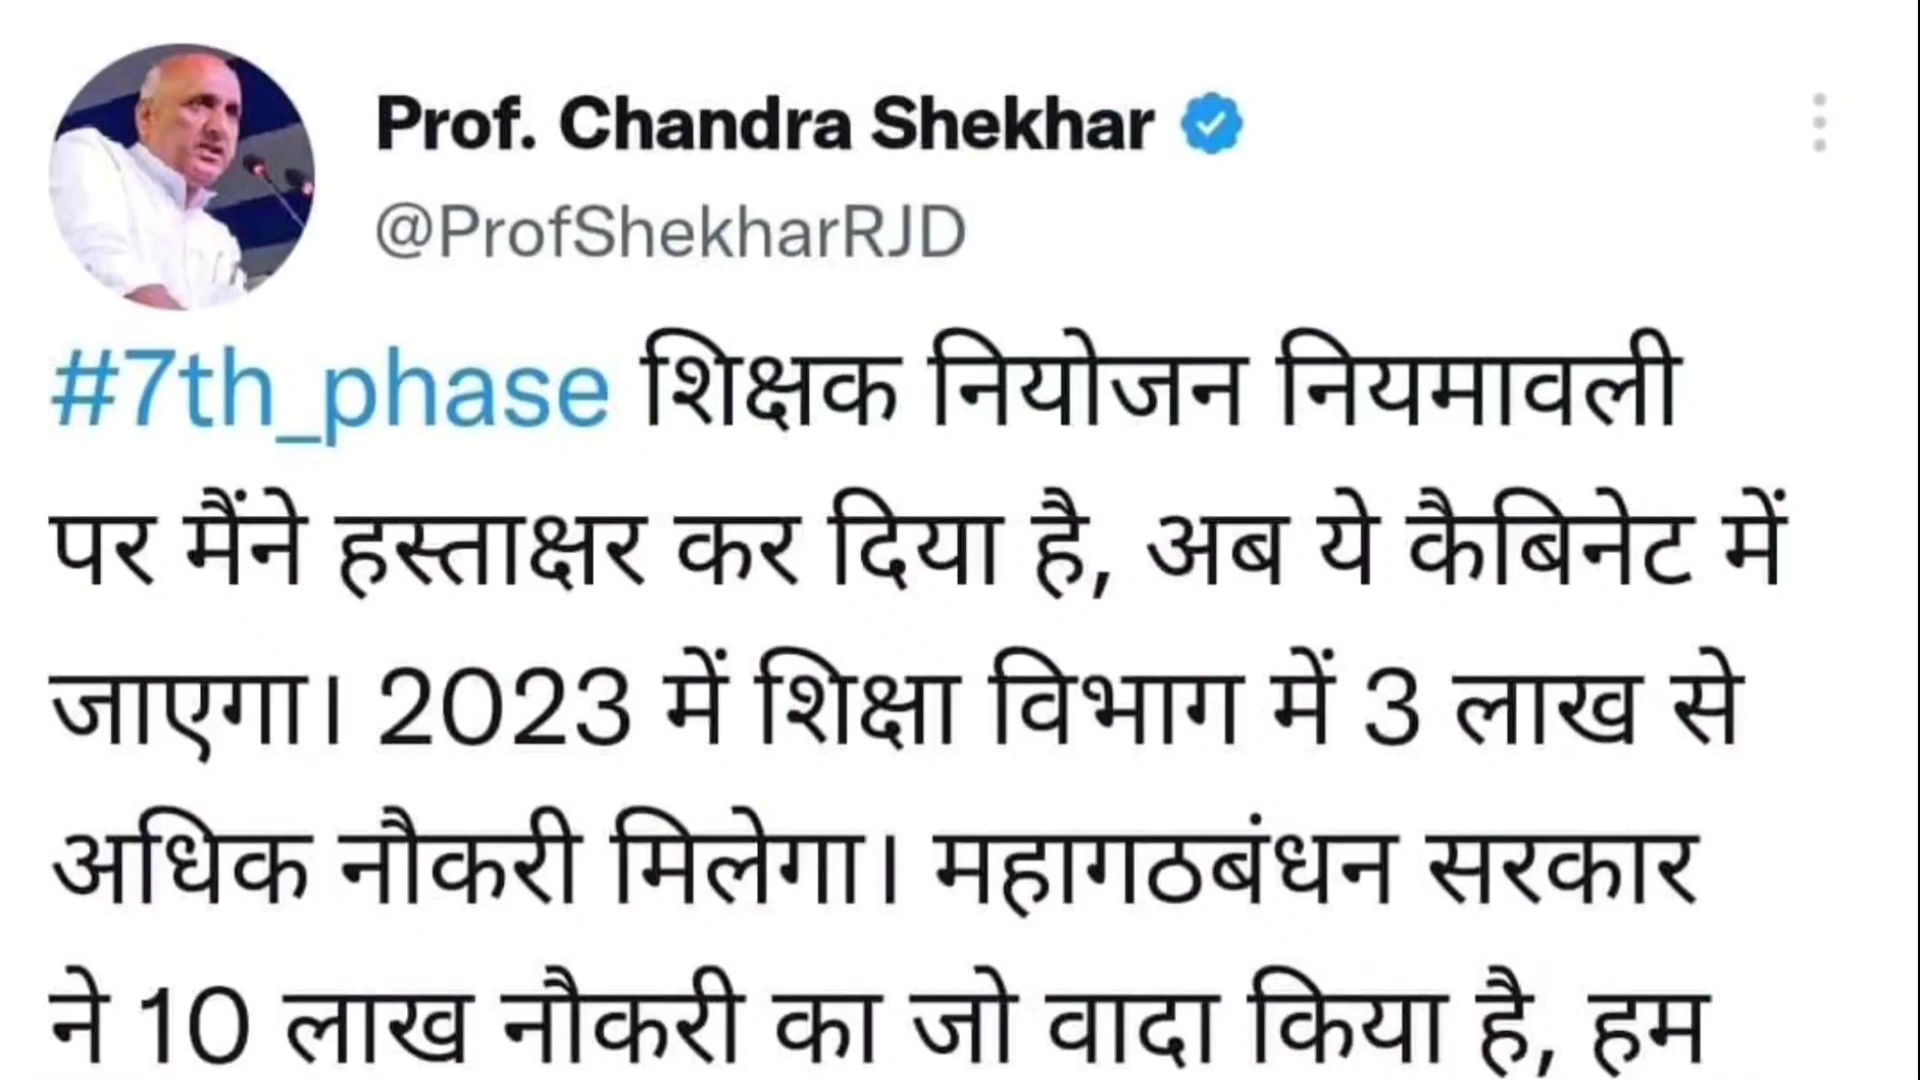 Prof. Chandra Shekhar
@ProfShekharRJD
#7th_phase शिक्षक नियोजन नियमावली
पर मैंने हस्ताक्षर कर दिया है, अब ये कैबिनेट में
जाएगा। 2023 में शिक्षा विभाग में 3 लाख से
अधिक नौकरी मिलेगा। महागठबंधन सरकार
ने 10 लाख नौकरी का जो वादा किया है, हम